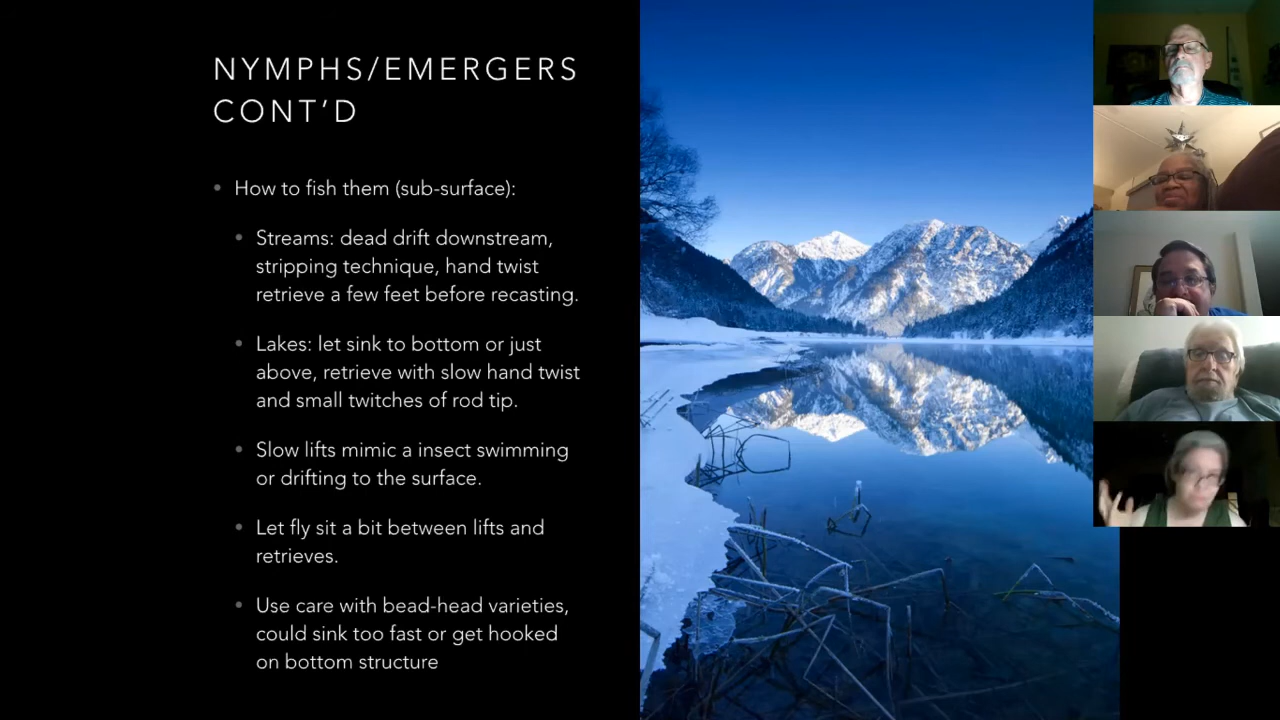 NYMPHS/EMERGERS
CONT'D
• How to fish them (sub-surface):
• Streams: dead drift downstream,
stripping technique, hand twist
retrieve a few feet before recasting.
• Lakes: let sink to bottom or just
above, retrieve with slow hand twist
and small twitches of rod tip.
• Slow lifts mimic a insect swimming
or drifting to the surface.
• Let fly sit a bit between lifts and
retrieves.
• Use care with bead-head varieties,
could sink too fast or get hooked
on bottom structure